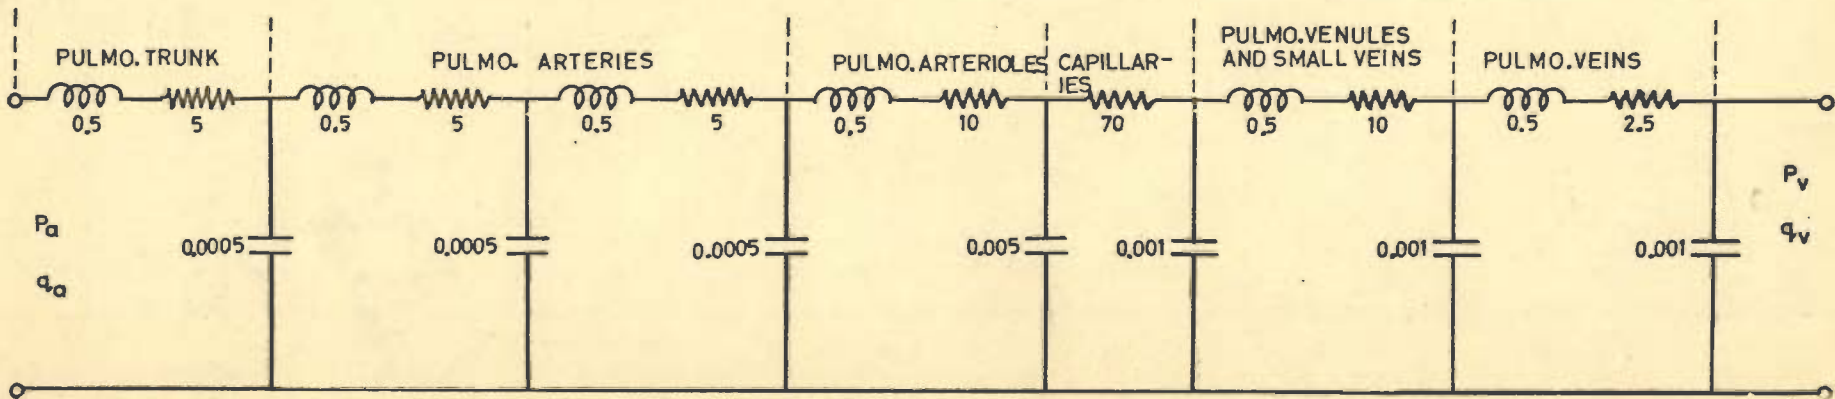 PULMO. TRUNK
PULMO. ARTERIES
PULMO. ARTERIOLES
CAPILLAR-
IES
PULMO. VENULES
AND SMALL VEINS
PULMO. VEINS
0.5 5 0.5 5 0.5 5 0.5 10 70 0.5 10 0.5 2.5
Pa
qa
0.0005 0.0005 0.0005 0.005 0.001 0.001 0.001
Pv
qv